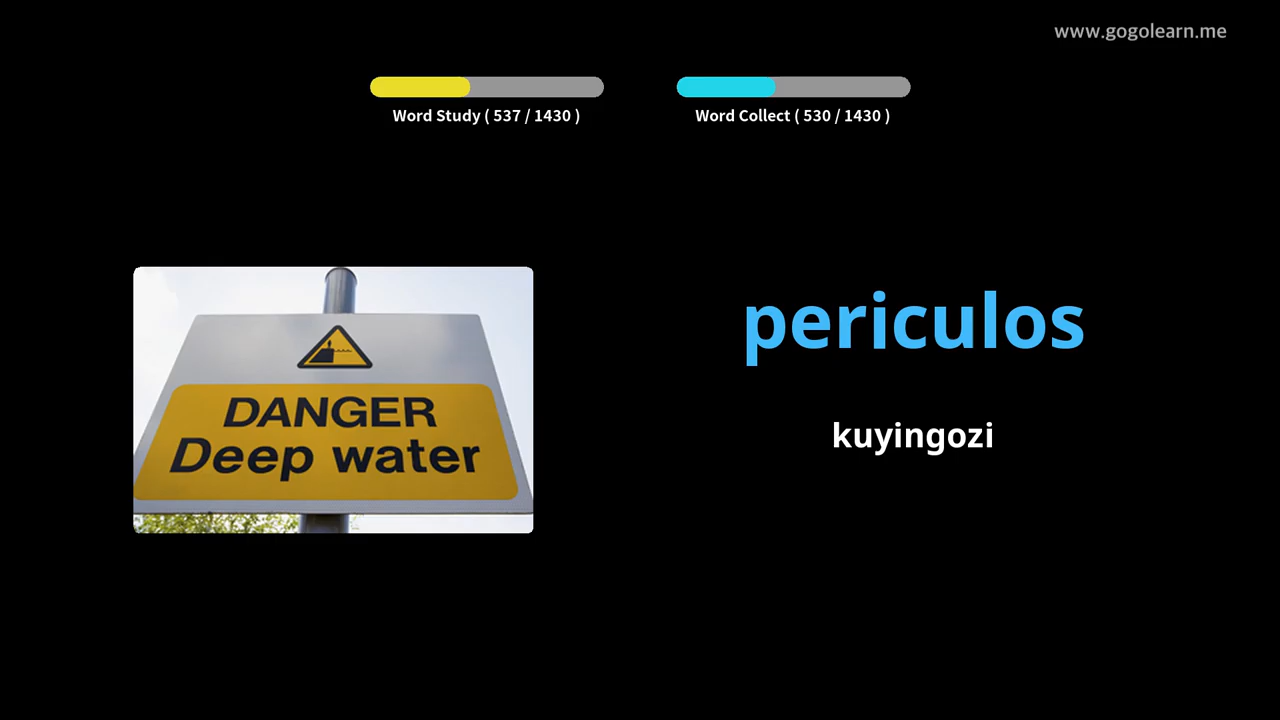 www.gogolearn.me
Word Study ( 537 / 1430 )
Word Collect ( 530 / 1430 )
DANGER
Deep water
periculos
kuyingozi